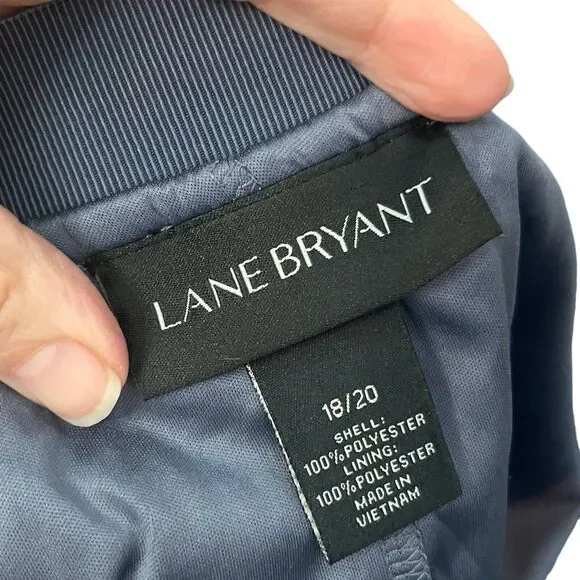 LANE BRYANT
18/20
SHELL:
100%POLYESTER
LINING:
100%POLYESTER
MADE IN
VIETNAM